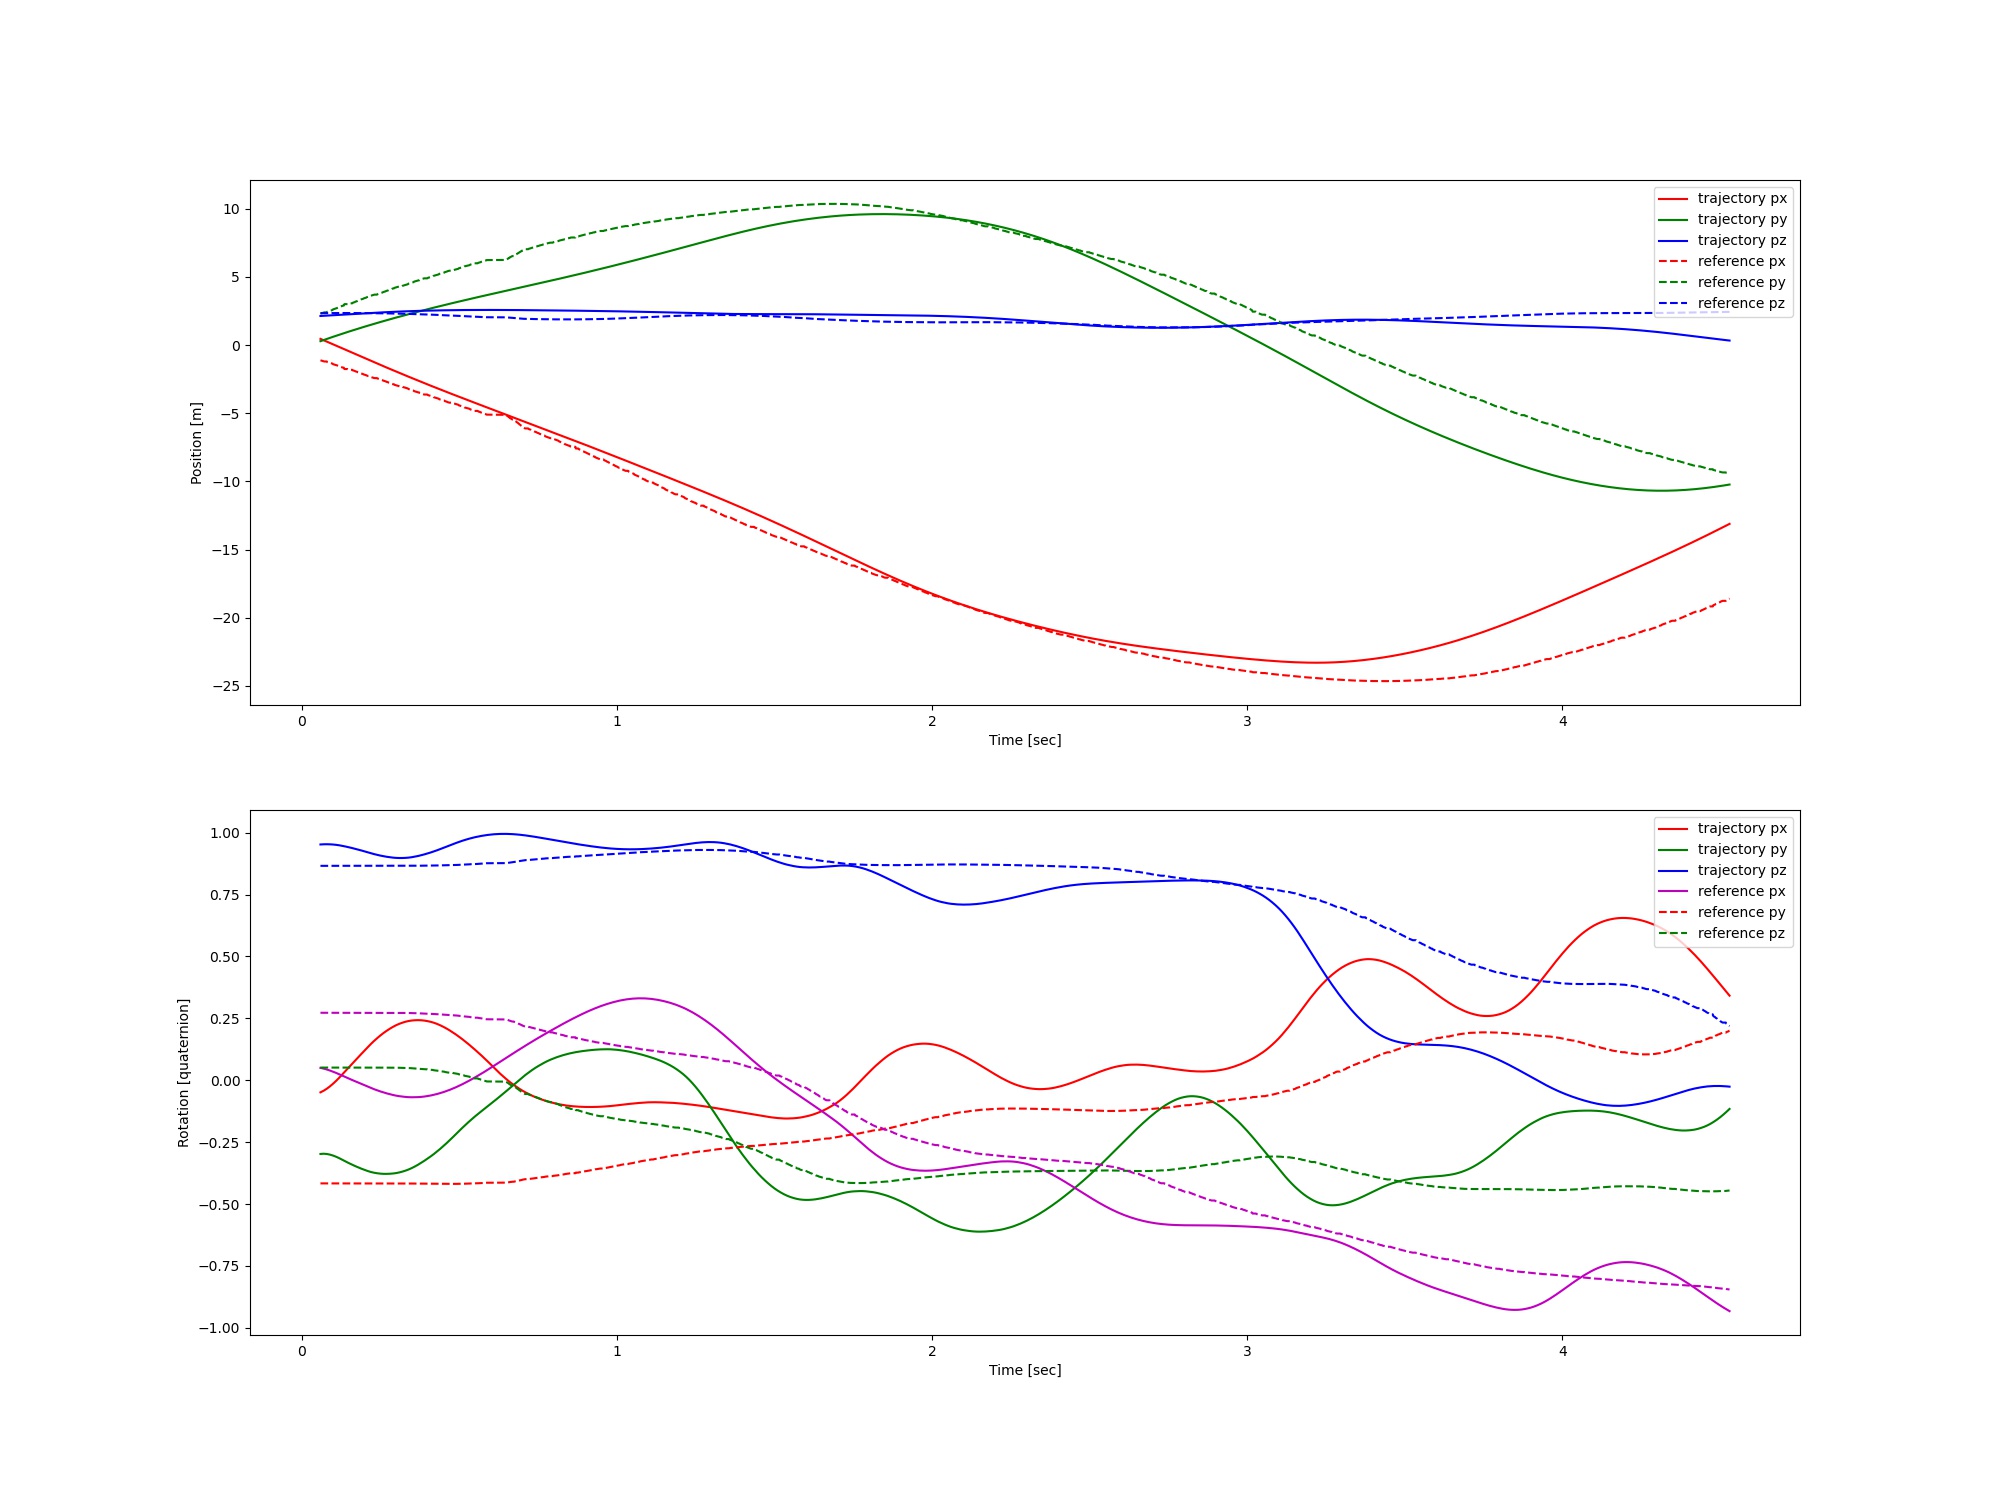 10
5
0
−5
−10
−15
−20
−25
Position [m]
0 1 2 3 4
Time [sec]
trajectory px
trajectory py
trajectory pz
reference px
reference py
reference pz
1.00
0.75
0.50
0.25
0.00
−0.25
−0.50
−0.75
−1.00
Rotation [quaternion]
0 1 2 3 4
Time [sec]
trajectory px
trajectory py
trajectory pz
reference px
reference py
reference pz